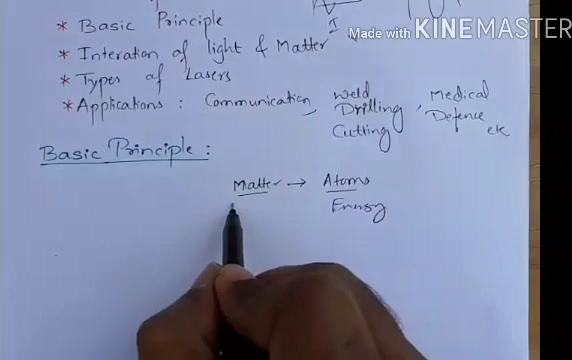 Made with KINEMASTER
* Basic Principle
I
* Interation of light & Matter
* Types of Lasers
* Applications : Communication, Weld Drilling Cutting, Medical Defence etc
Basic Principle :
Matter → Atoms
Energy